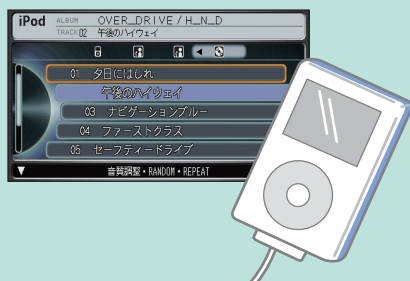 iPod ALBUM OVER_DRIVE / H_N_D
TRACK 02 午後のハイウェイ
01 夕日にはしれ
午後のハイウェイ
03 ナビゲーションブルー
04 ファーストクラス
05 セーフティードライブ
▼ 音質調整・RANDOM・REPEAT